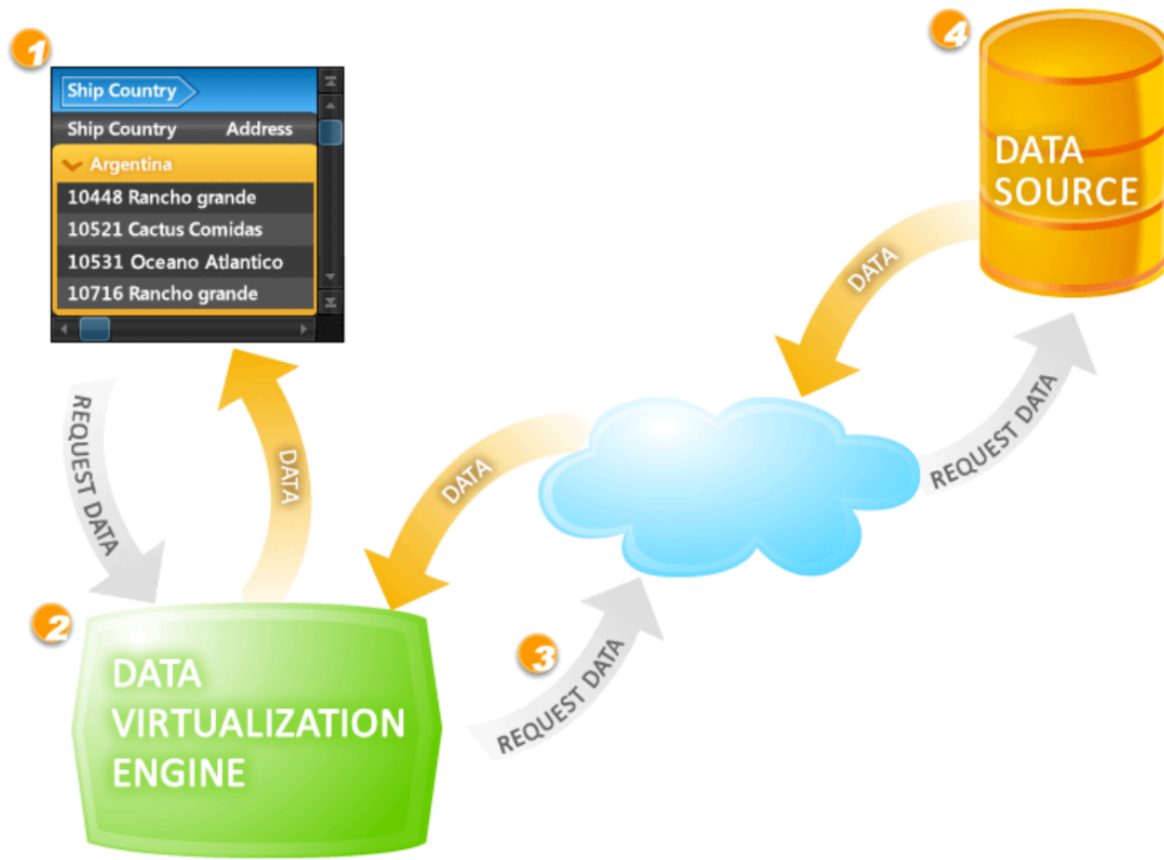 1
Ship Country
Ship Country Address
Argentina
10448 Rancho grande
10521 Cactus Comidas
10531 Oceano Atlantico
10716 Rancho grande
REQUEST DATA
DATA
2
DATA
VIRTUALIZATION
ENGINE
DATA
3
REQUEST DATA
DATA
REQUEST DATA
4
DATA
SOURCE